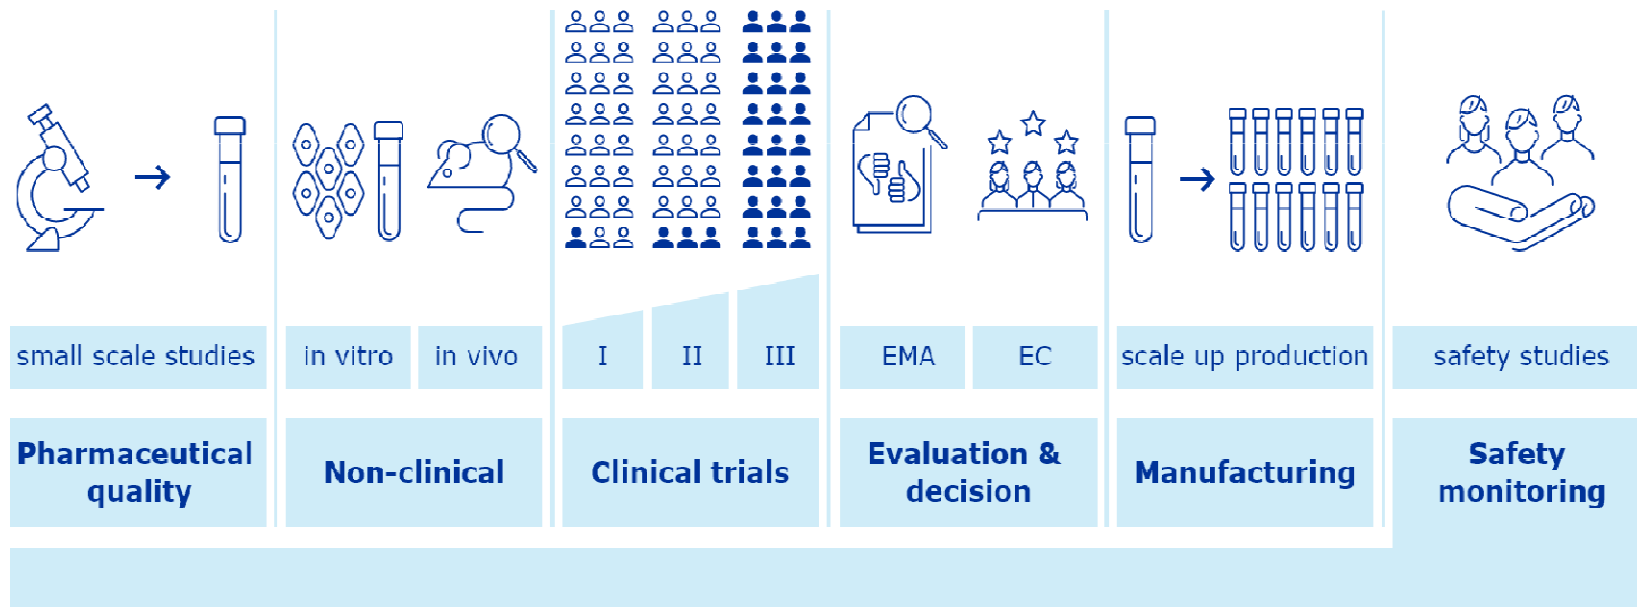 small scale studies
in vitro
in vivo
I
II
III
EMA
EC
scale up production
safety studies
Pharmaceutical
quality
Non-clinical
Clinical trials
Evaluation &
decision
Manufacturing
Safety
monitoring